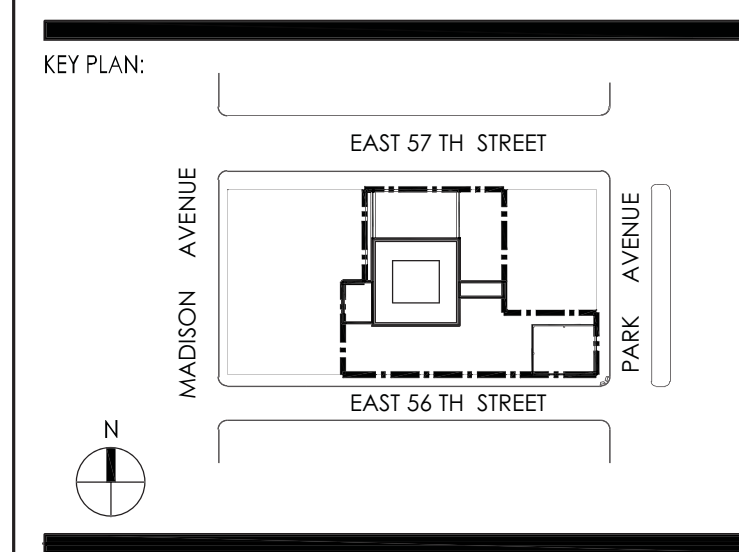 KEY PLAN:
EAST 57 TH STREET
MADISON AVENUE
PARK AVENUE
EAST 56 TH STREET
N